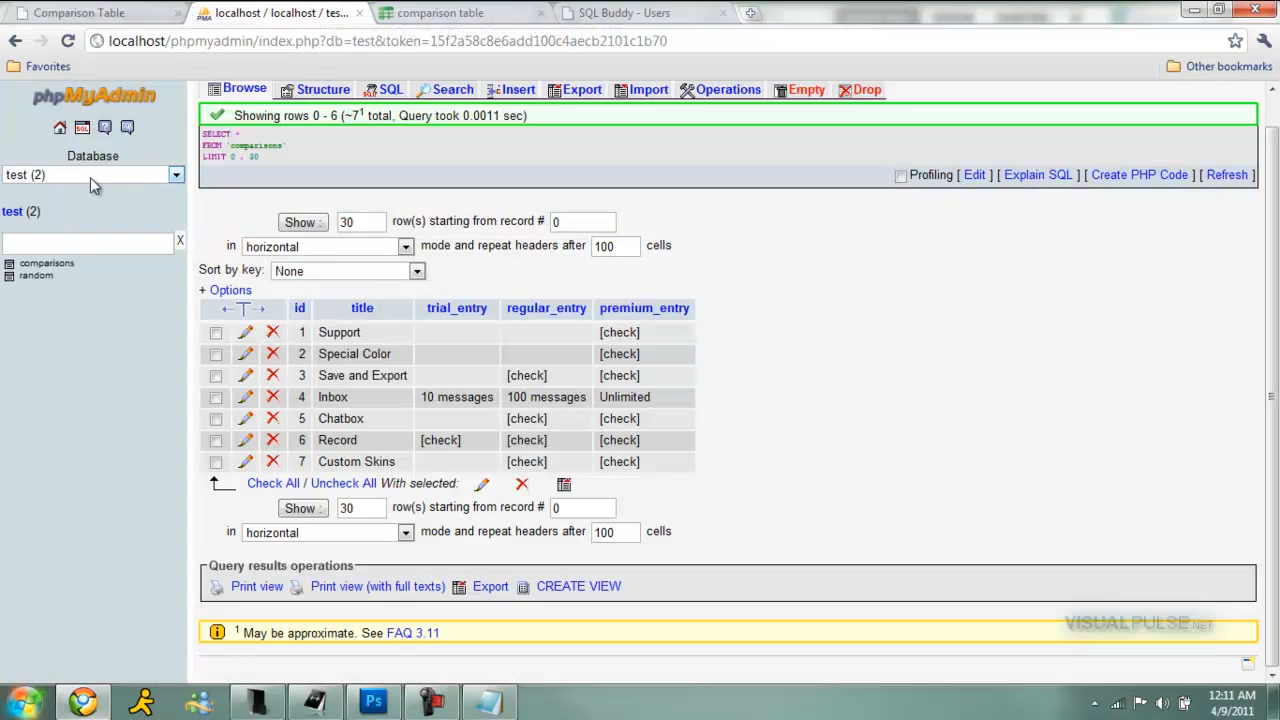 Comparison Table
localhost / localhost / tes...
comparison table
SQL Buddy - Users
localhost/phpmyadmin/index.php?db=test&token=15f2a58c8e6add100c4aecb2101c1b70
Favorites
Other bookmarks
phpMyAdmin
Database
test (2)
test (2)
X
comparisons
random
Browse Structure SQL Search Insert Export Import Operations Empty Drop
Showing rows 0 - 6 (~7¹ total, Query took 0.0011 sec)
SELECT *
FROM `comparisons`
LIMIT 0 , 30
Profiling [ Edit ] [ Explain SQL ] [ Create PHP Code ] [ Refresh ]
Show : 30 row(s) starting from record # 0
in horizontal mode and repeat headers after 100 cells
Sort by key: None
+ Options
←T→ id title trial_entry regular_entry premium_entry
1 Support [check]
2 Special Color [check]
3 Save and Export [check] [check]
4 Inbox 10 messages 100 messages Unlimited
5 Chatbox [check] [check]
6 Record [check] [check] [check]
7 Custom Skins [check] [check]
Check All / Uncheck All With selected:
Show : 30 row(s) starting from record # 0
in horizontal mode and repeat headers after 100 cells
Query results operations
Print view Print view (with full texts) Export CREATE VIEW
¹ May be approximate. See FAQ 3.11
VISUALPULSE.NET
Ps
12:11 AM
4/9/2011